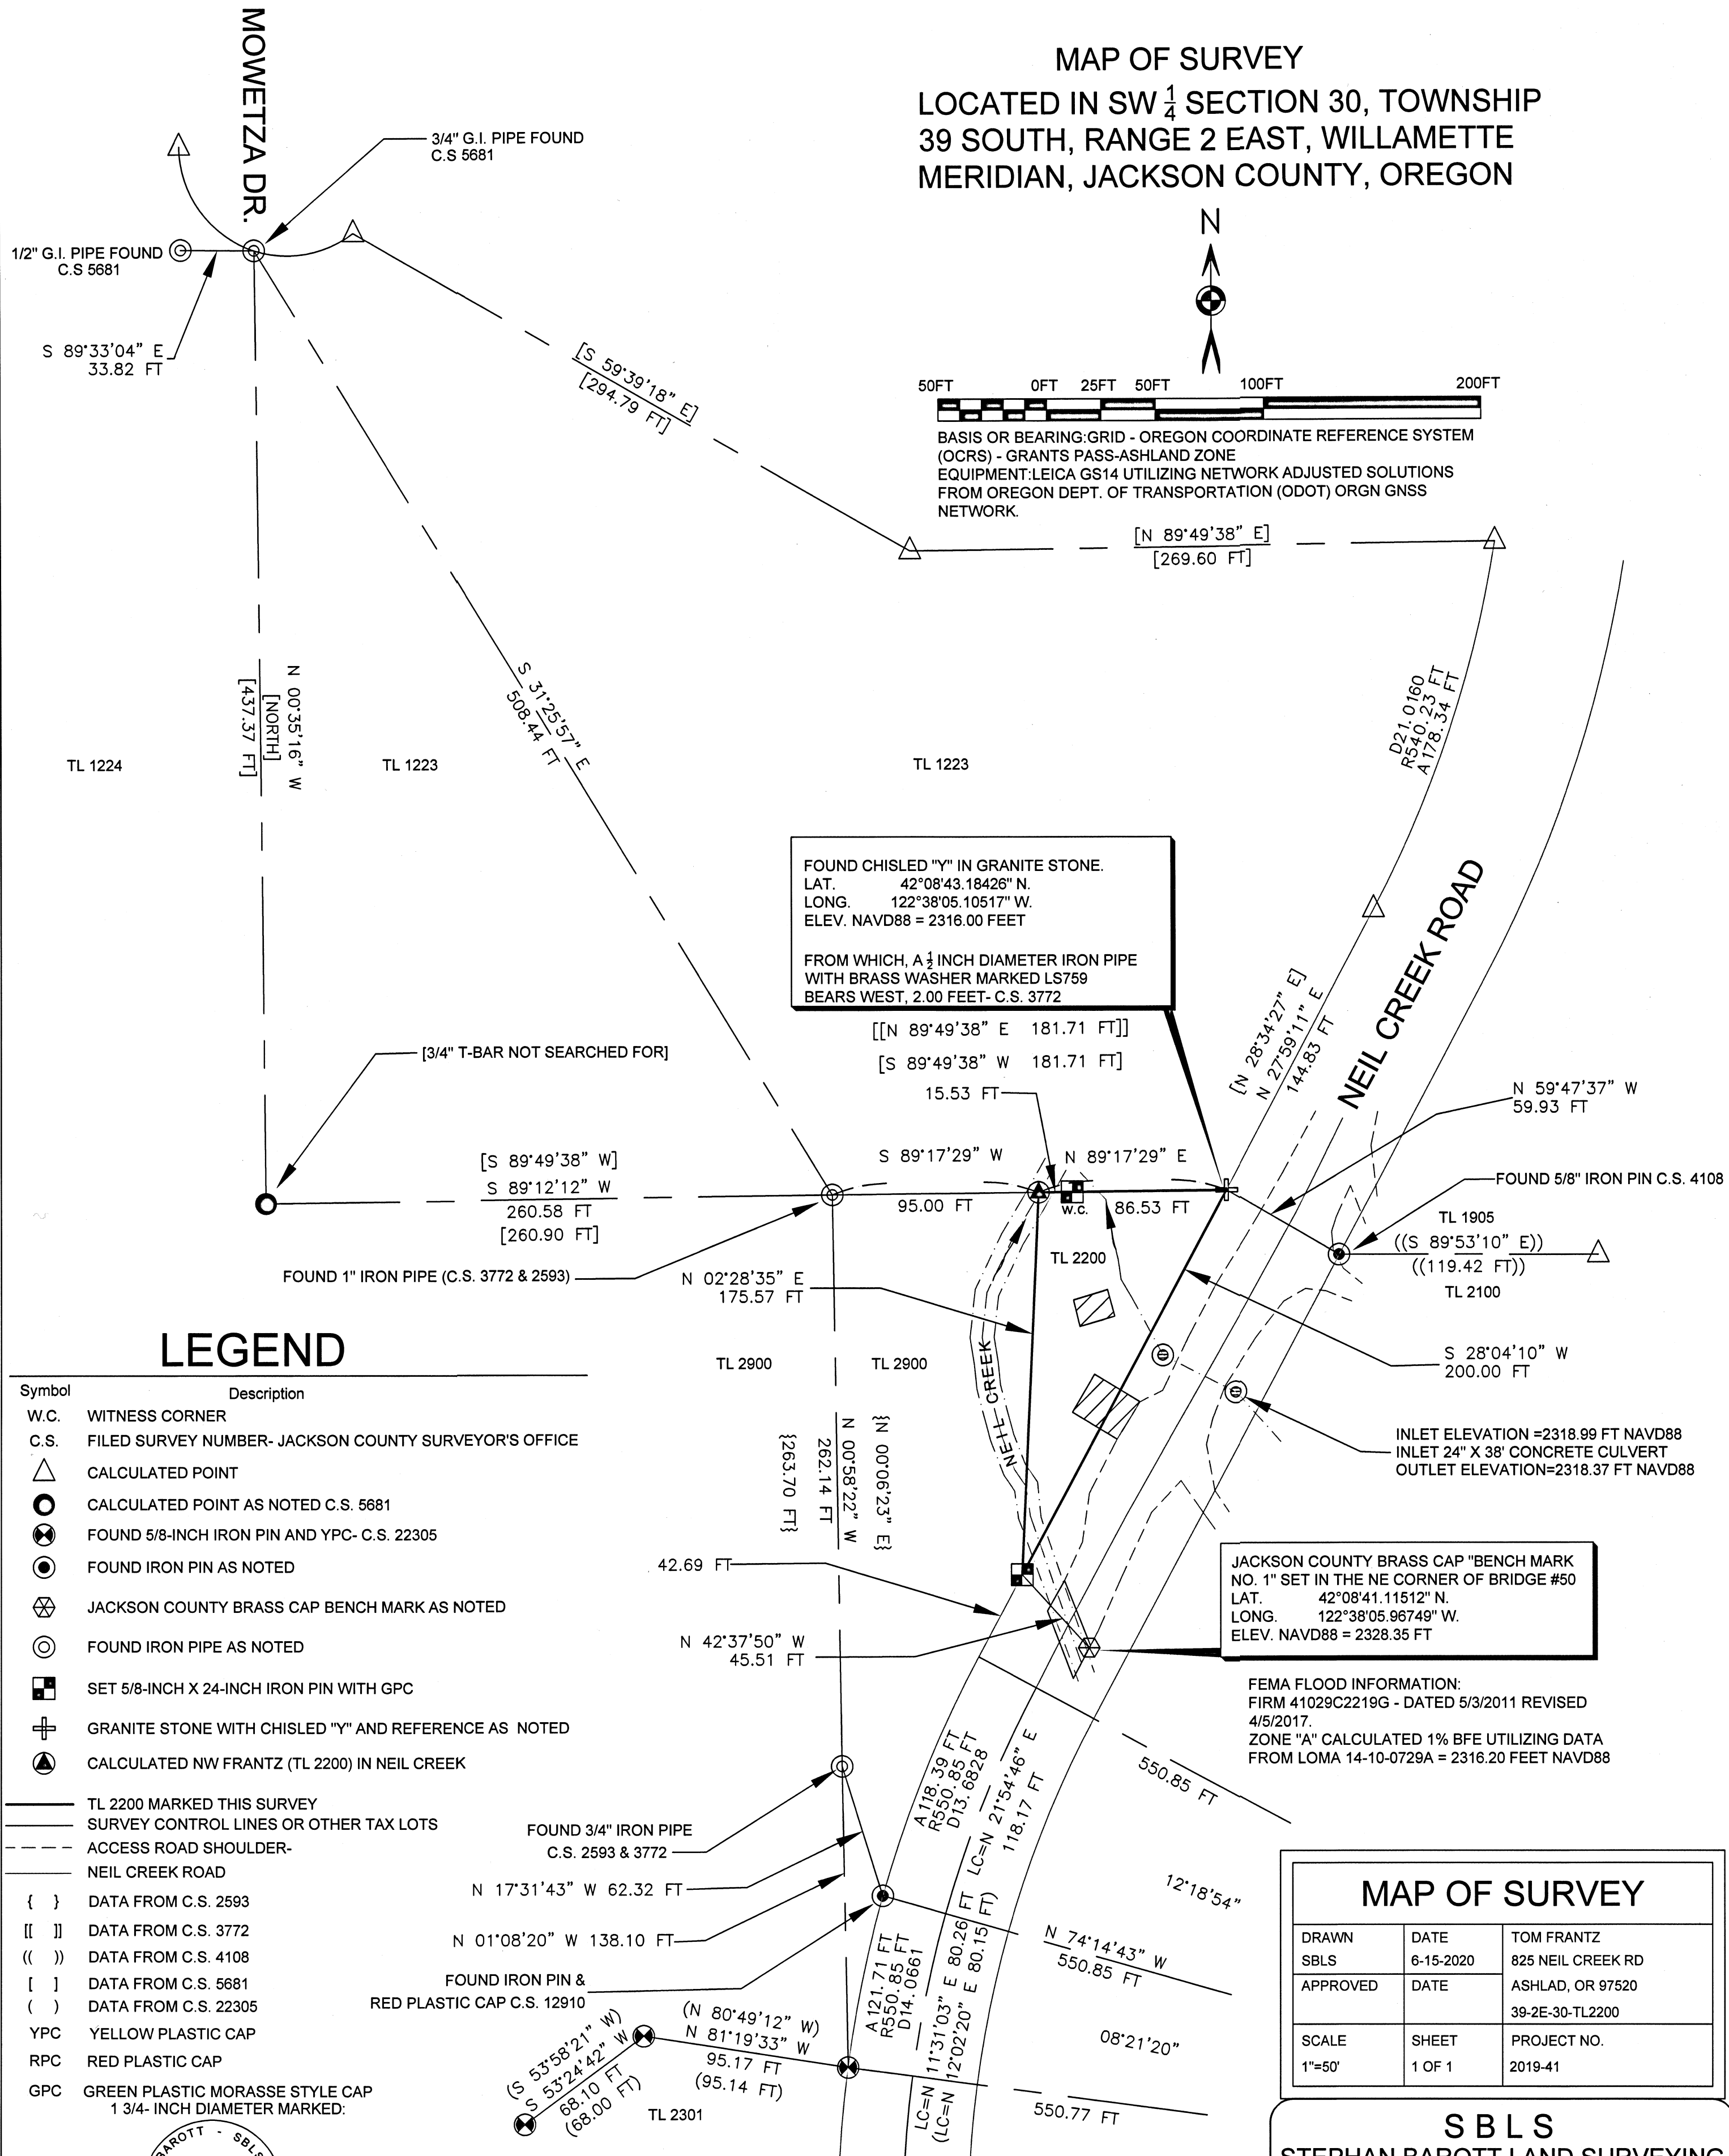 MOWETZA DR.
MAP OF SURVEY
LOCATED IN SW 1/4 SECTION 30, TOWNSHIP
39 SOUTH, RANGE 2 EAST, WILLAMETTE
MERIDIAN, JACKSON COUNTY, OREGON
N
3/4" G.I. PIPE FOUND
C.S 5681
1/2" G.I. PIPE FOUND
C.S 5681
S 89°33'04" E
33.82 FT
[S 59°39'18" E]
[294.79 FT]
50FT 0FT 25FT 50FT 100FT 200FT
BASIS OR BEARING:GRID - OREGON COORDINATE REFERENCE SYSTEM
(OCRS) - GRANTS PASS-ASHLAND ZONE
EQUIPMENT:LEICA GS14 UTILIZING NETWORK ADJUSTED SOLUTIONS
FROM OREGON DEPT. OF TRANSPORTATION (ODOT) ORGN GNSS
NETWORK.
[N 89°49'38" E]
[269.60 FT]
N 00°35'16" W
[NORTH]
[437.37 FT]
S 31°25'57" E
508.44 FT
D21.0160
R540.23 FT
A178.34 FT
TL 1224
TL 1223
TL 1223
FOUND CHISLED "Y" IN GRANITE STONE.
LAT. 42°08'43.18426" N.
LONG. 122°38'05.10517" W.
ELEV. NAVD88 = 2316.00 FEET
FROM WHICH, A 1/2 INCH DIAMETER IRON PIPE
WITH BRASS WASHER MARKED LS759
BEARS WEST, 2.00 FEET- C.S. 3772
[[N 89°49'38" E 181.71 FT]]
[S 89°49'38" W 181.71 FT]
15.53 FT
[3/4" T-BAR NOT SEARCHED FOR]
[N 28°34'27" E]
N 27°59'11" E
144.83 FT
NEIL CREEK ROAD
N 59°47'37" W
59.93 FT
[S 89°49'38" W]
S 89°12'12" W
260.58 FT
[260.90 FT]
S 89°17'29" W
N 89°17'29" E
95.00 FT
W.C.
86.53 FT
FOUND 5/8" IRON PIN C.S. 4108
TL 1905
((S 89°53'10" E))
((119.42 FT))
TL 2100
FOUND 1" IRON PIPE (C.S. 3772 & 2593)
N 02°28'35" E
175.57 FT
TL 2200
S 28°04'10" W
200.00 FT
TL 2900
TL 2900
NEIL CREEK
{N 00°06'23" E}
N 00°58'22" W
262.14 FT
{263.70 FT}
INLET ELEVATION =2318.99 FT NAVD88
INLET 24" X 38' CONCRETE CULVERT
OUTLET ELEVATION=2318.37 FT NAVD88
LEGEND
Symbol Description
W.C. WITNESS CORNER
C.S. FILED SURVEY NUMBER- JACKSON COUNTY SURVEYOR'S OFFICE
CALCULATED POINT
CALCULATED POINT AS NOTED C.S. 5681
FOUND 5/8-INCH IRON PIN AND YPC- C.S. 22305
FOUND IRON PIN AS NOTED
JACKSON COUNTY BRASS CAP BENCH MARK AS NOTED
FOUND IRON PIPE AS NOTED
SET 5/8-INCH X 24-INCH IRON PIN WITH GPC
GRANITE STONE WITH CHISLED "Y" AND REFERENCE AS NOTED
CALCULATED NW FRANTZ (TL 2200) IN NEIL CREEK
TL 2200 MARKED THIS SURVEY
SURVEY CONTROL LINES OR OTHER TAX LOTS
ACCESS ROAD SHOULDER-
NEIL CREEK ROAD
{ } DATA FROM C.S. 2593
[[ ]] DATA FROM C.S. 3772
(( )) DATA FROM C.S. 4108
[ ] DATA FROM C.S. 5681
( ) DATA FROM C.S. 22305
YPC YELLOW PLASTIC CAP
RPC RED PLASTIC CAP
GPC GREEN PLASTIC MORASSE STYLE CAP
1 3/4- INCH DIAMETER MARKED:
BAROTT - SBLS
42.69 FT
N 42°37'50" W
45.51 FT
JACKSON COUNTY BRASS CAP "BENCH MARK
NO. 1" SET IN THE NE CORNER OF BRIDGE #50
LAT. 42°08'41.11512" N.
LONG. 122°38'05.96749" W.
ELEV. NAVD88 = 2328.35 FT
FEMA FLOOD INFORMATION:
FIRM 41029C2219G - DATED 5/3/2011 REVISED
4/5/2017.
ZONE "A" CALCULATED 1% BFE UTILIZING DATA
FROM LOMA 14-10-0729A = 2316.20 FEET NAVD88
A118.39 FT
R550.85 FT
D13.6828
LC=N 21°54'46" E
118.17 FT
550.85 FT
FOUND 3/4" IRON PIPE
C.S. 2593 & 3772
N 17°31'43" W 62.32 FT
N 01°08'20" W 138.10 FT
FOUND IRON PIN &
RED PLASTIC CAP C.S. 12910
12°18'54"
N 74°14'43" W
550.85 FT
A121.71 FT
R550.85 FT
D14.0661
LC=N 11°31'03" E 80.26 FT
(LC=N 12°02'20" E 80.15 FT)
08°21'20"
550.77 FT
(N 80°49'12" W)
N 81°19'33" W
95.17 FT
(95.14 FT)
(S 53°58'21" W)
S 53°24'42" W
68.10 FT
(68.00 FT)
TL 2301
MAP OF SURVEY
DRAWN DATE TOM FRANTZ
SBLS 6-15-2020 825 NEIL CREEK RD
APPROVED DATE ASHLAD, OR 97520
39-2E-30-TL2200
SCALE SHEET PROJECT NO.
1"=50' 1 OF 1 2019-41
SBLS
STEPHAN BAROTT LAND SURVEYING